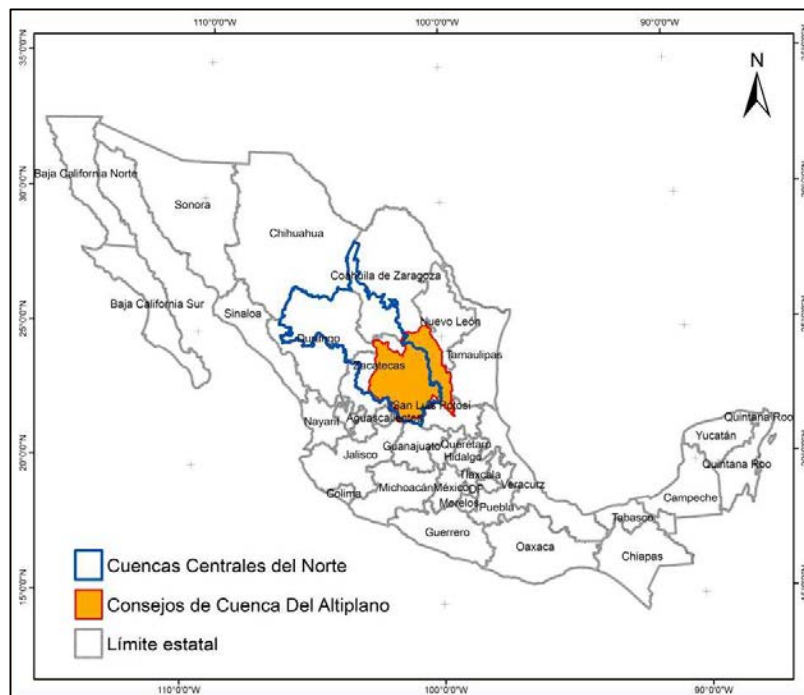 110°0'0"W 100°0'0"W 90°0'0"W
N
35°0'0"N
30°0'0"N
25°0'0"N
20°0'0"N
15°0'0"N
Baja California Norte
Sonora
Chihuahua
Coahuila de Zaragoza
Baja California Sur
Sinaloa
Nuevo León
Durango
Tamaulipas
Zacatecas
San Luis Potosí
Nayarit
Aguascalientes
Quintana Roo
Yucatán
Guanajuato
Querétaro
Hidalgo
Jalisco
Quintana Roo
Tlaxcala
Colima
Michoacán
México
DF
Veracurz
Campeche
Morelos
Puebla
Tabasco
Guerrero
Oaxaca
Chiapas
Cuencas Centrales del Norte
Consejos de Cuenca Del Altiplano
Límite estatal
110°0'0"W 100°0'0"W 90°0'0"W